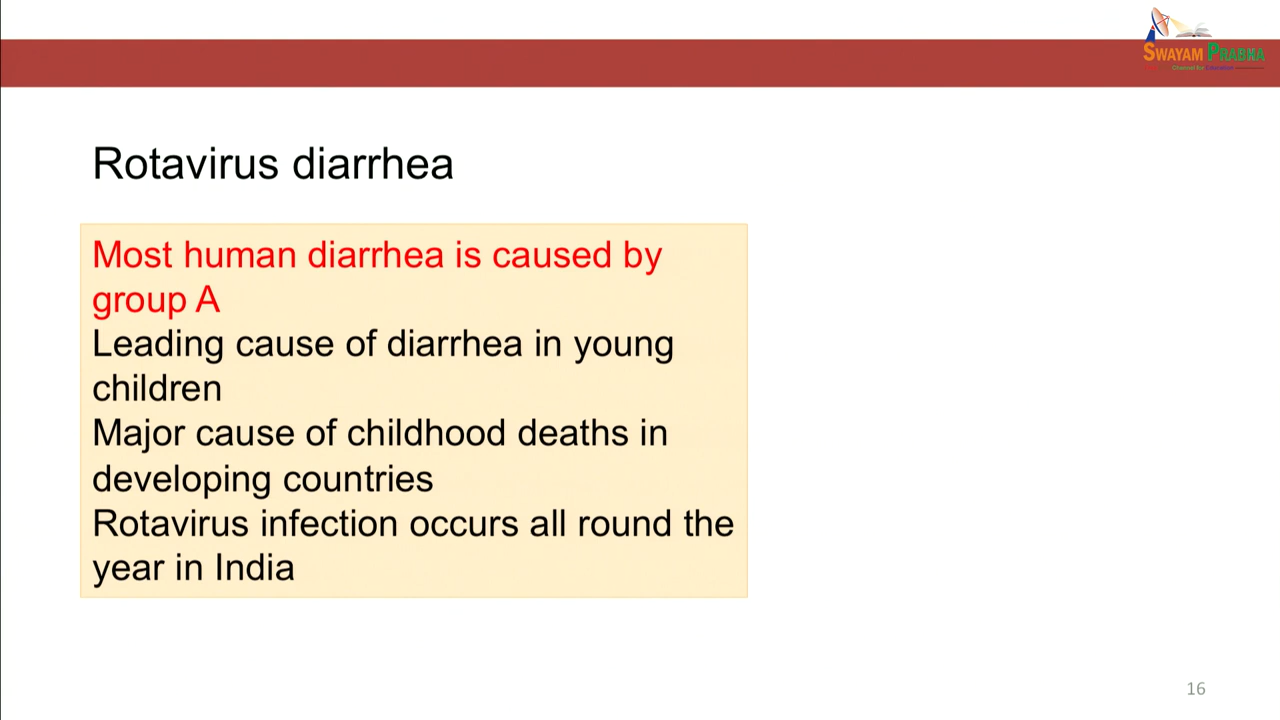 SWAYAM PRABHA
Rotavirus diarrhea
Most human diarrhea is caused by
group A
Leading cause of diarrhea in young
children
Major cause of childhood deaths in
developing countries
Rotavirus infection occurs all round the
year in India
16